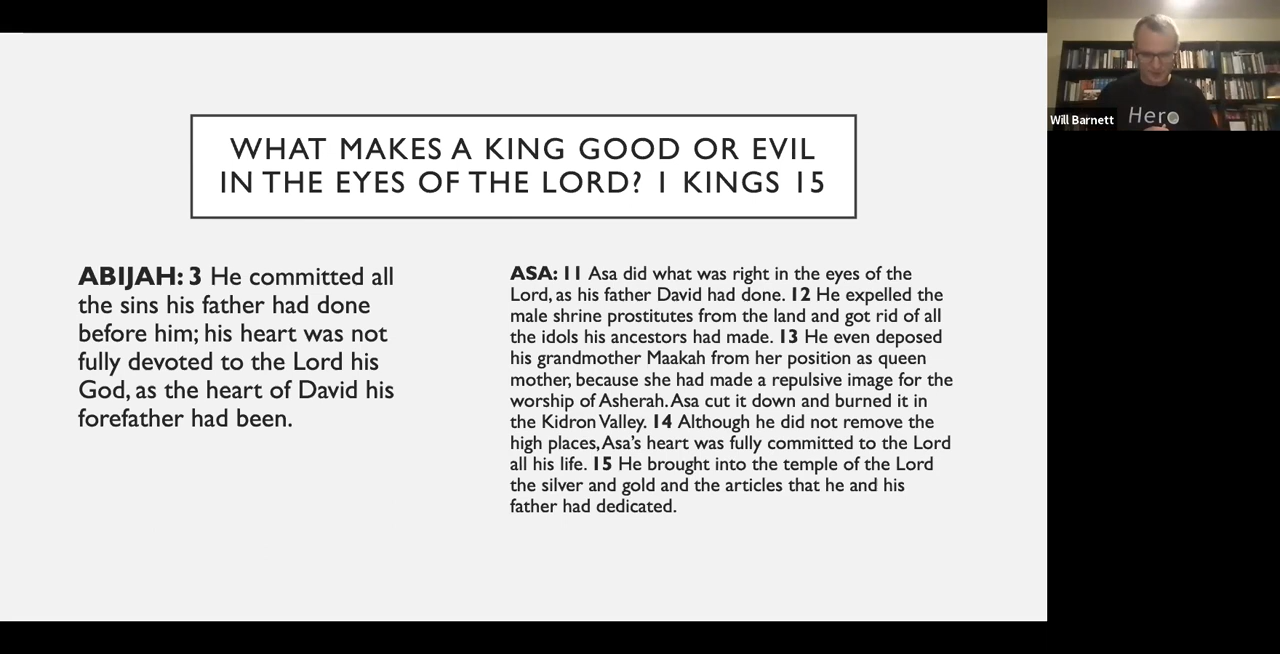 WHAT MAKES A KING GOOD OR EVIL
IN THE EYES OF THE LORD? 1 KINGS 15
ABIJAH: 3 He committed all
the sins his father had done
before him; his heart was not
fully devoted to the Lord his
God, as the heart of David his
forefather had been.
ASA: 11 Asa did what was right in the eyes of the
Lord, as his father David had done. 12 He expelled the
male shrine prostitutes from the land and got rid of all
the idols his ancestors had made. 13 He even deposed
his grandmother Maakah from her position as queen
mother, because she had made a repulsive image for the
worship of Asherah. Asa cut it down and burned it in
the Kidron Valley. 14 Although he did not remove the
high places, Asa’s heart was fully committed to the Lord
all his life. 15 He brought into the temple of the Lord
the silver and gold and the articles that he and his
father had dedicated.
Hero
Will Barnett